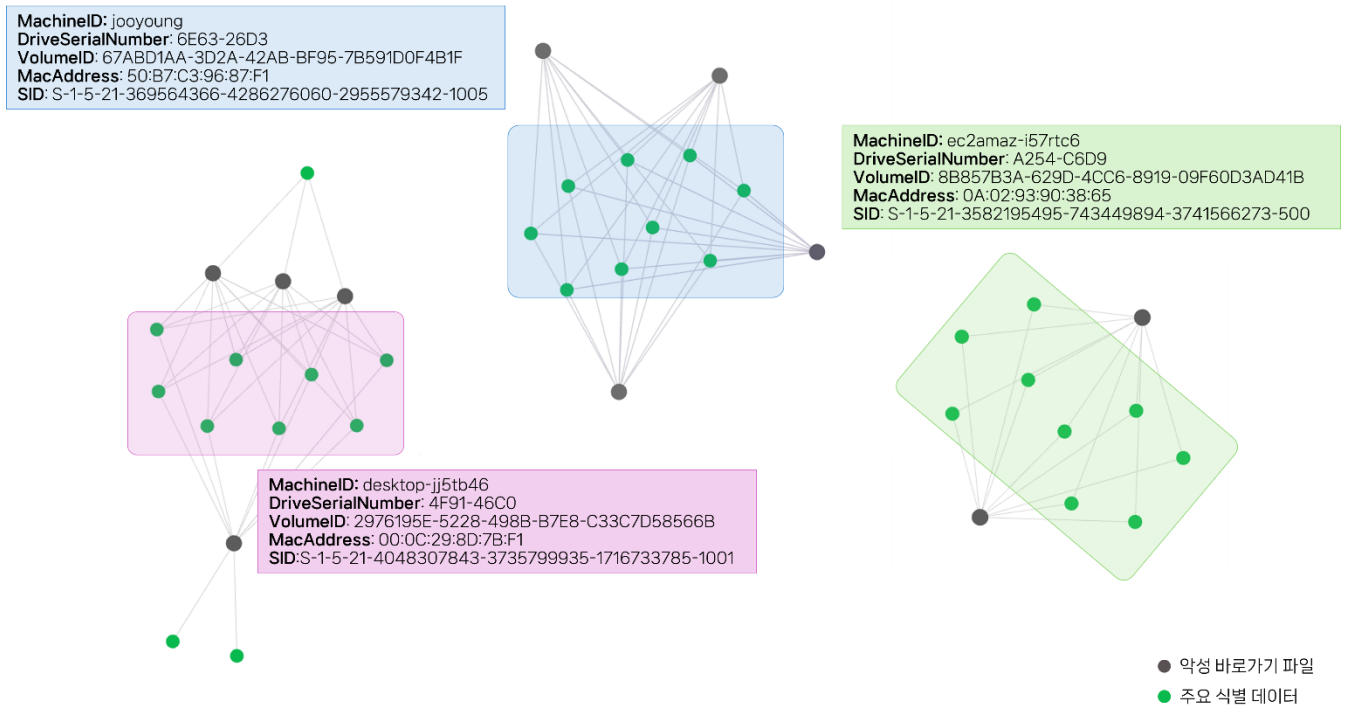 MachineID: jooyoung
DriveSerialNumber: 6E63-26D3
VolumeID: 67ABD1AA-3D2A-42AB-BF95-7B591D0F4B1F
MacAddress: 50:B7:C3:96:87:F1
SID: S-1-5-21-369564366-4286276060-2955579342-1005
MachineID: ec2amaz-i57rtc6
DriveSerialNumber: A254-C6D9
VolumeID: 8B857B3A-629D-4CC6-8919-09F60D3AD41B
MacAddress: 0A:02:93:90:38:65
SID: S-1-5-21-3582195495-743449894-3741566273-500
MachineID: desktop-jj5tb46
DriveSerialNumber: 4F91-46C0
VolumeID: 2976195E-5228-498B-B7E8-C33C7D58566B
MacAddress: 00:0C:29:8D:7B:F1
SID:S-1-5-21-4048307843-3735799935-1716733785-1001
악성 바로가기 파일
주요 식별 데이터